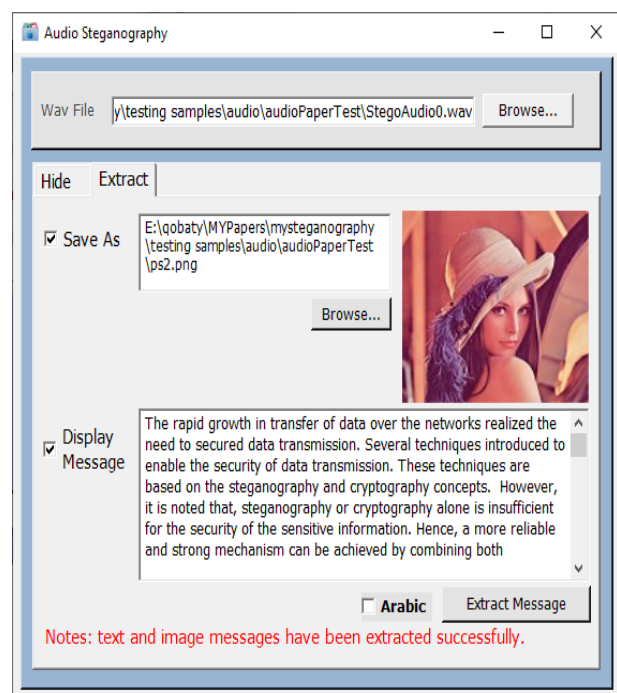 Audio Steganography
Wav File
y\testing samples\audio\audioPaperTest\StegoAudio0.wav
Browse...
Hide
Extract
Save As
E:\qobaty\MYPapers\mysteganography
\testing samples\audio\audioPaperTest
\ps2.png
Browse...
Display
Message
The rapid growth in transfer of data over the networks realized the
need to secured data transmission. Several techniques introduced to
enable the security of data transmission. These techniques are
based on the steganography and cryptography concepts.  However,
it is noted that, steganography or cryptography alone is insufficient
for the security of the sensitive information. Hence, a more reliable
and strong mechanism can be achieved by combining both
Arabic
Extract Message
Notes: text and image messages have been extracted successfully.